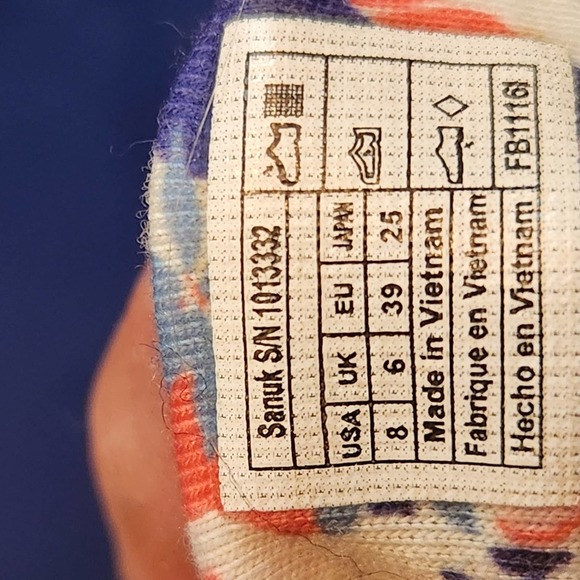 Sanuk S/N 1013332
USA UK EU JAPAN
8 6 39 25
Made in Vietnam
Fabrique en Vietnam
Hecho en Vietnam FB1116I